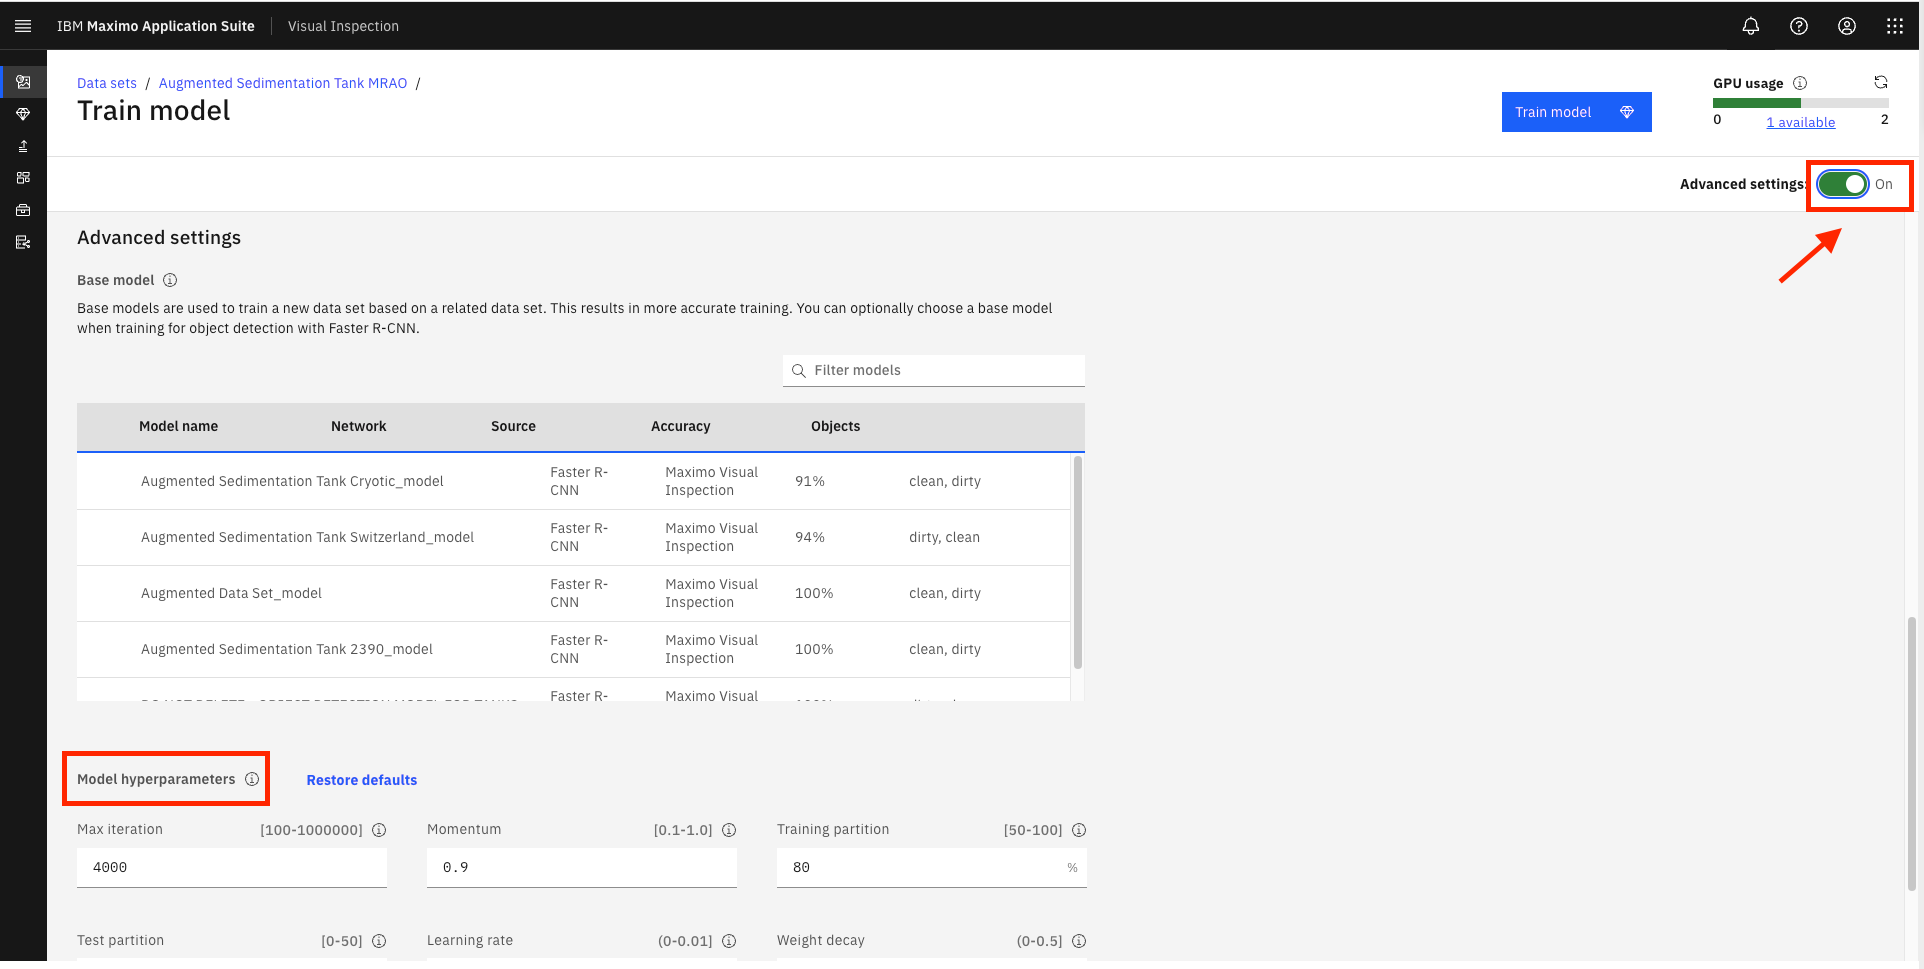 IBM Maximo Application Suite
Visual Inspection
Data sets / Augmented Sedimentation Tank MRAO /
Train model
Train model
GPU usage
0
1 available
2
Advanced settings:
On
Advanced settings
Base model
Base models are used to train a new data set based on a related data set. This results in more accurate training. You can optionally choose a base model
when training for object detection with Faster R-CNN.
Filter models
Model name Network Source Accuracy Objects
Augmented Sedimentation Tank Cryotic_model Faster R-CNN Maximo Visual Inspection 91% clean, dirty
Augmented Sedimentation Tank Switzerland_model Faster R-CNN Maximo Visual Inspection 94% dirty, clean
Augmented Data Set_model Faster R-CNN Maximo Visual Inspection 100% clean, dirty
Augmented Sedimentation Tank 2390_model Faster R-CNN Maximo Visual Inspection 100% clean, dirty
Faster R- Maximo Visual
Model hyperparameters
Restore defaults
Max iteration [100-1000000] Momentum [0.1-1.0] Training partition [50-100]
4000 0.9 80 %
Test partition [0-50] Learning rate (0-0.01] Weight decay (0-0.5]